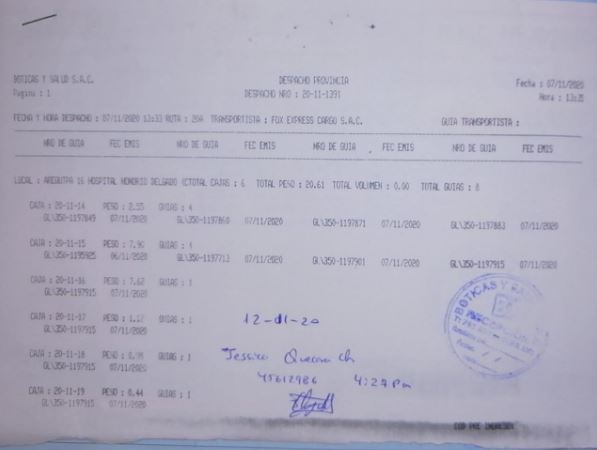 BOTICAS Y SALUD S.A.C. DESPACHO PROVINCIA Fecha : 07/11/2020
Pagina : 1 DESPACHO NRO : 20-11-1391 Hora : 13:35
FECHA Y HORA DESPACHO : 07/11/2020 13:33 RUTA : 20A TRANSPORTISTA : FOX EXPRESS CARGO S.A.C. GUIA TRANSPORTISTA :
NRO DE GUIA FEC EMIS NRO DE GUIA FEC EMIS NRO DE GUIA FEC EMIS NRO DE GUIA FEC EMIS
LOCAL : AREQUIPA 16 HOSPITAL HONORIO DELGADO (CTOTAL CAJAS : 6 TOTAL PESO : 20.61 TOTAL VOLUMEN : 0.00 TOTAL GUIAS : 8
CAJA : 20-11-14 PESO : 2.55 GUIAS : 4
GL\350-1197849 07/11/2020 GL\350-1197860 07/11/2020 GL\350-1197871 07/11/2020 GL\350-1197883 07/11/2020
CAJA : 20-11-15 PESO : 7.90 GUIAS : 4
GL\350-1195925 06/11/2020 GL\350-1197713 07/11/2020 GL\350-1197901 07/11/2020 GL\350-1197915 07/11/2020
CAJA : 20-11-16 PESO : 7.62 GUIAS : 1
GL\350-1197915 07/11/2020
CAJA : 20-11-17 PESO : 1.12 GUIAS : 1
GL\350-1197915 07/11/2020
12-11-20
CAJA : 20-11-18 PESO : 0.98 GUIAS : 1
GL\350-1197915 07/11/2020
Jessica Ch
45612986 4:27 Pm
CAJA : 20-11-19 PESO : 0.44 GUIAS : 1
GL\350-1197915 07/11/2020
BOTICAS Y